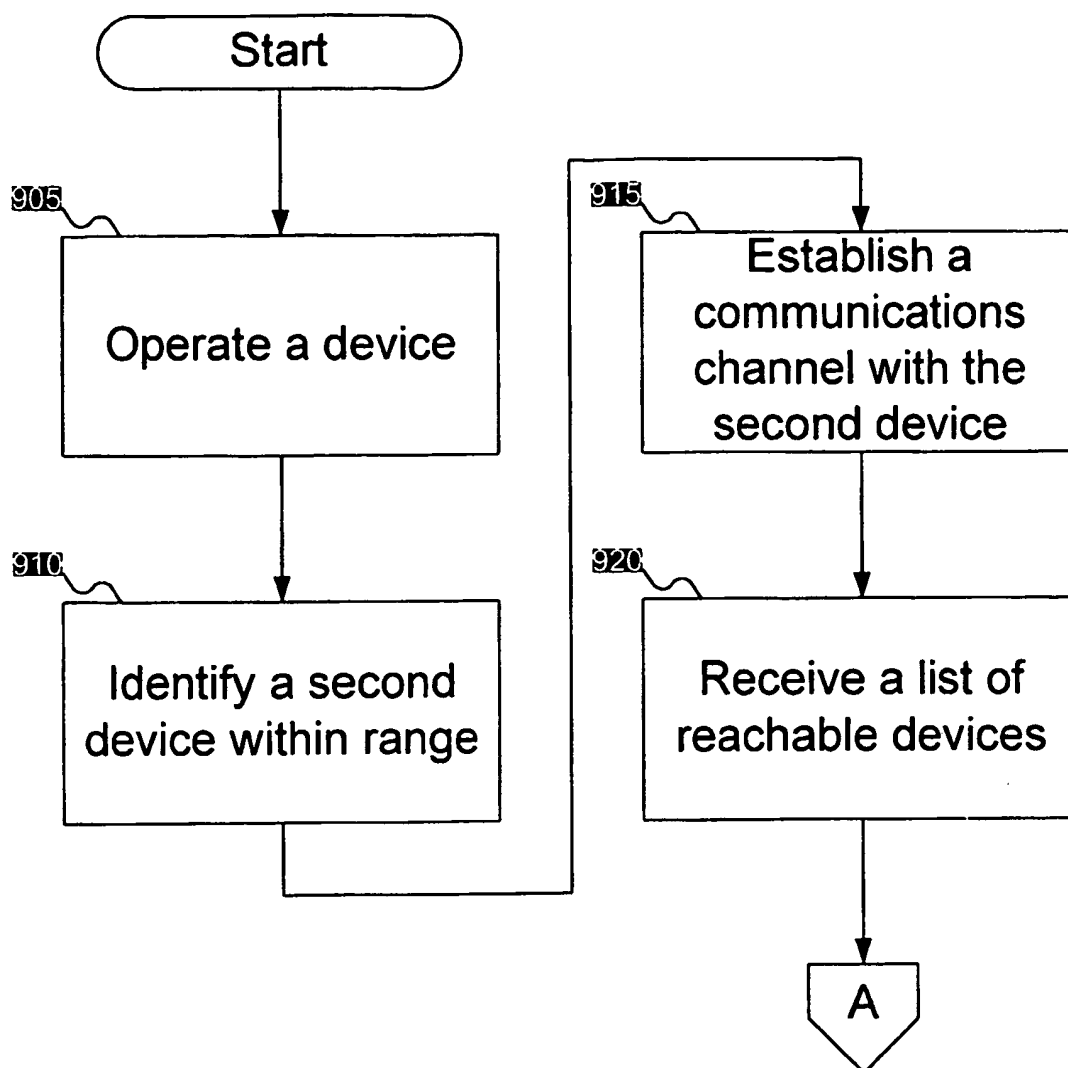 Start
905
Operate a device
910
Identify a second
device within range
915
Establish a
communications
channel with the
second device
920
Receive a list of
reachable devices
A